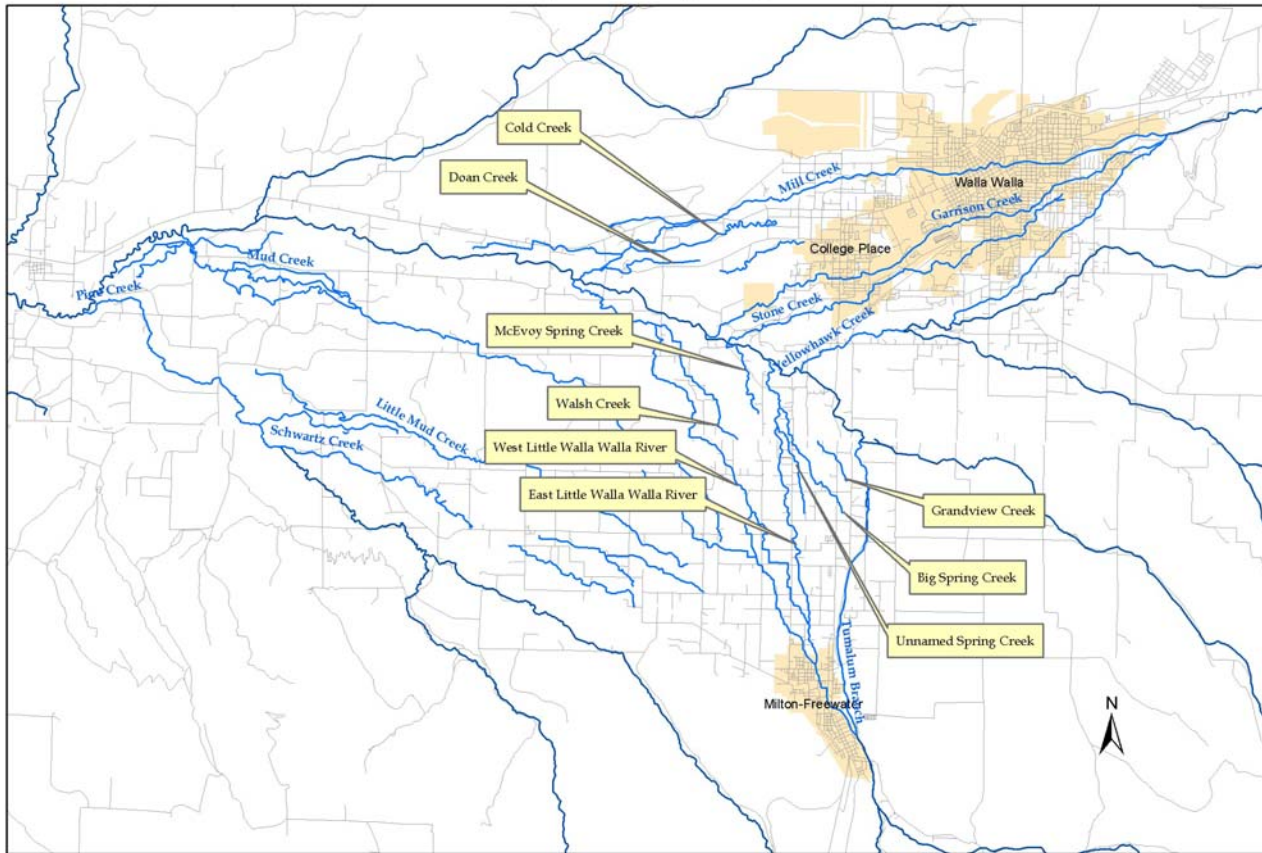 Cold Creek
Doan Creek
Mill Creek
Walla Walla
Garrison Creek
College Place
Mud Creek
Pine Creek
Stone Creek
McEvoy Spring Creek
Yellowhawk Creek
Walsh Creek
Little Mud Creek
Schwartz Creek
West Little Walla Walla River
East Little Walla Walla River
Grandview Creek
Big Spring Creek
Unnamed Spring Creek
Tumalum Branch
Milton-Freewater
N